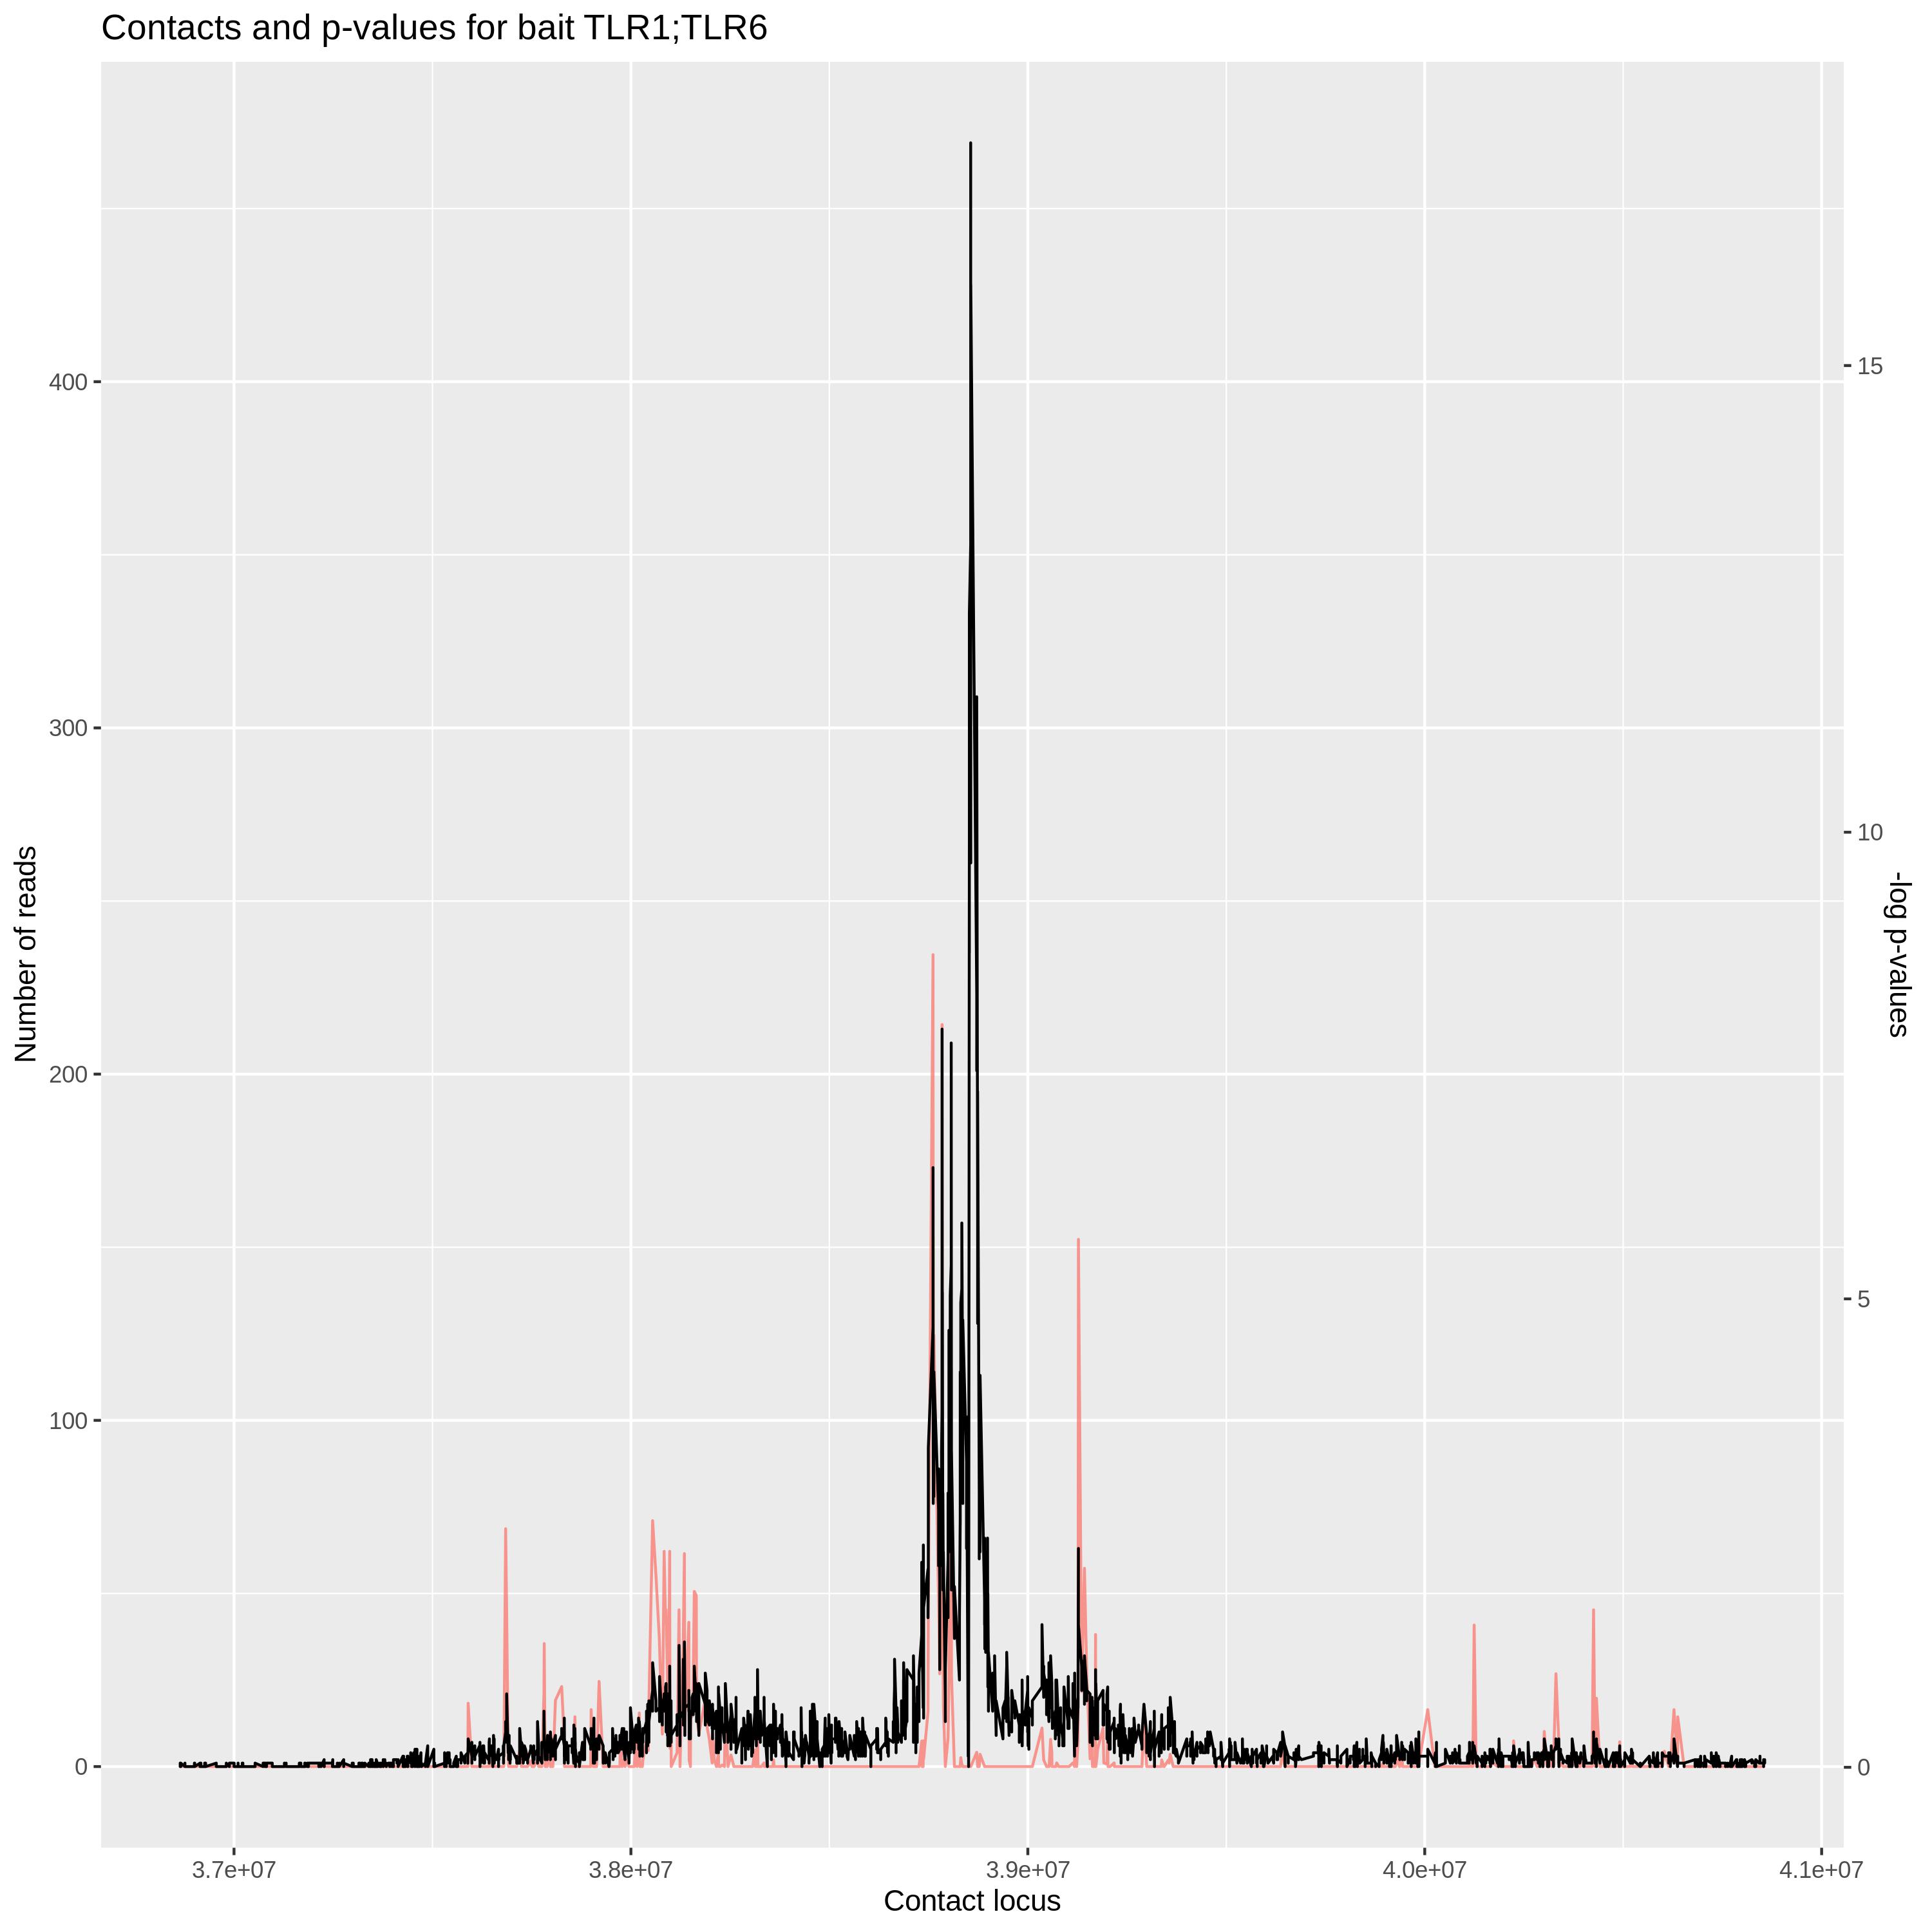 Contacts and p-values for bait TLR1;TLR6
Number of reads
400
300
200
100
0
15
10
5
0
-log p-values
3.7e+07
3.8e+07
3.9e+07
4.0e+07
4.1e+07
Contact locus